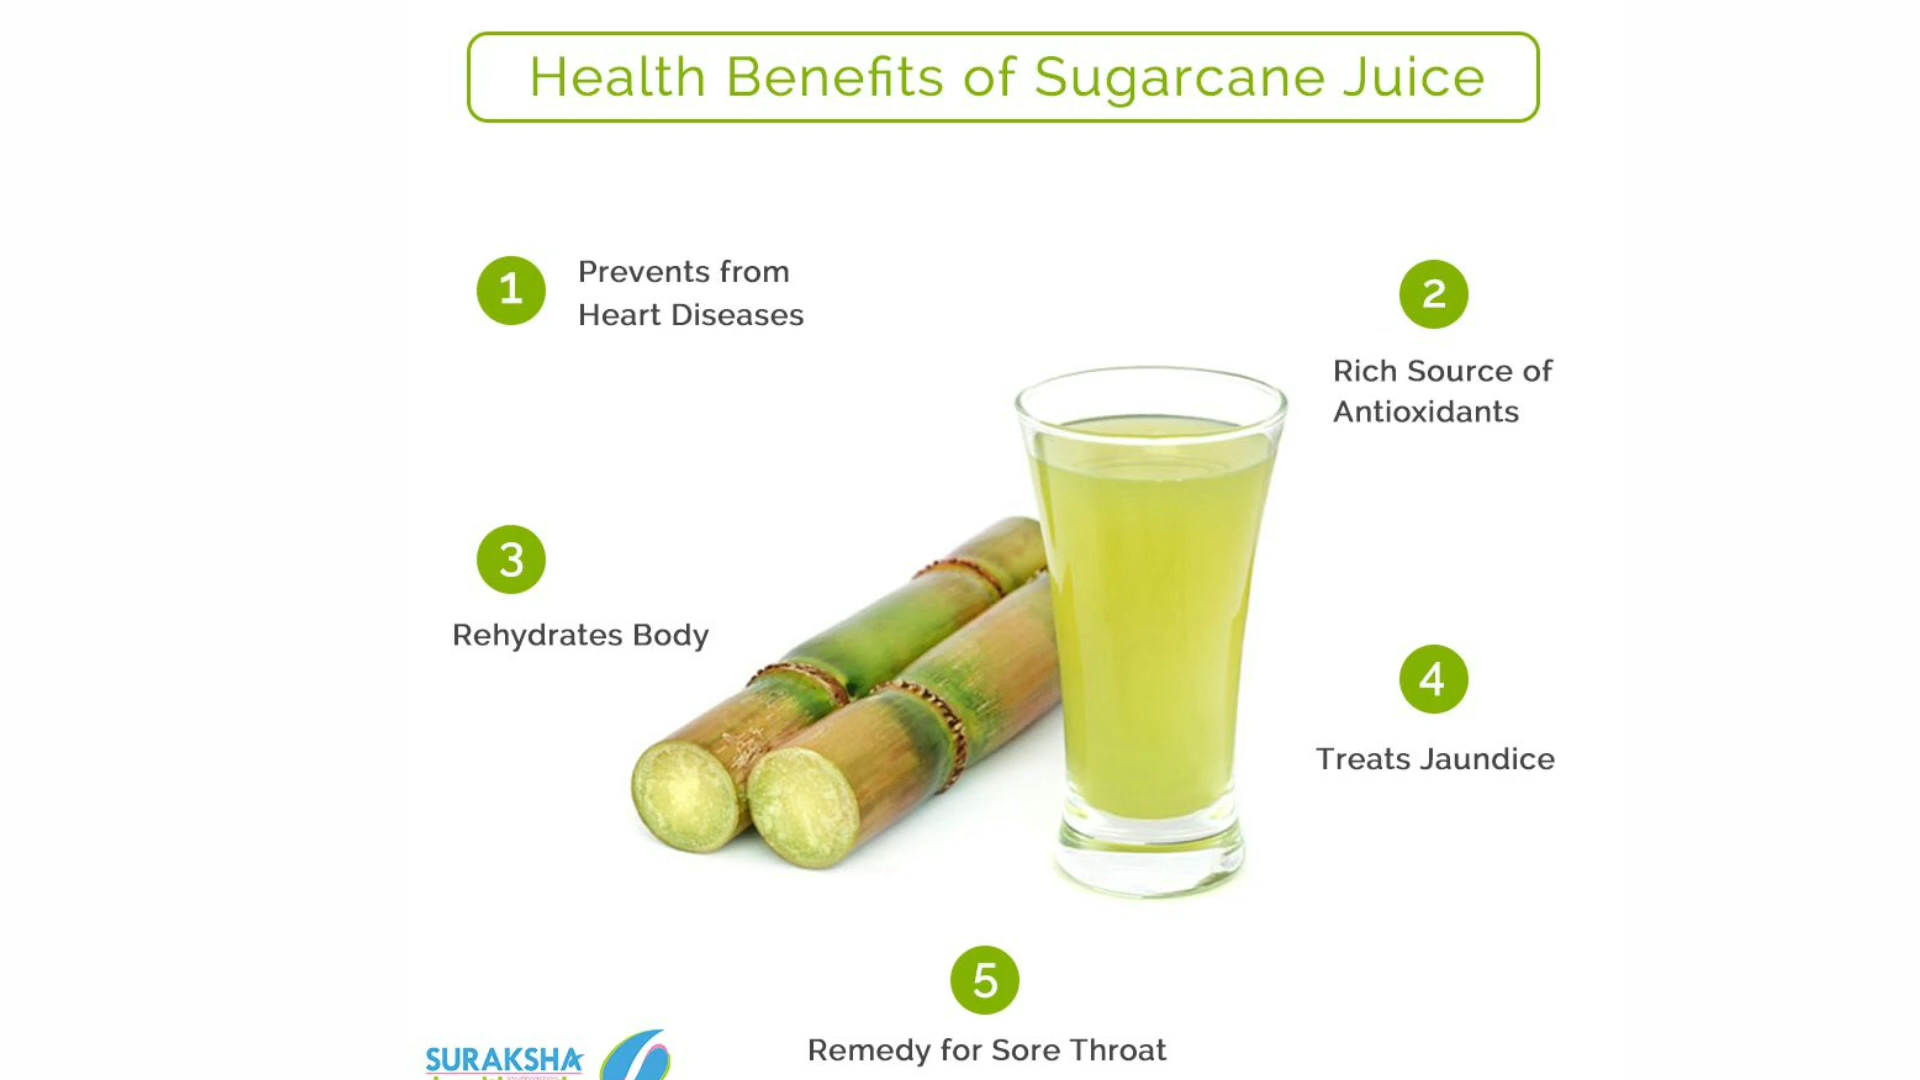 Health Benefits of Sugarcane Juice
1
Prevents from
Heart Diseases
2
Rich Source of
Antioxidants
3
Rehydrates Body
4
Treats Jaundice
5
Remedy for Sore Throat
SURAKSHA